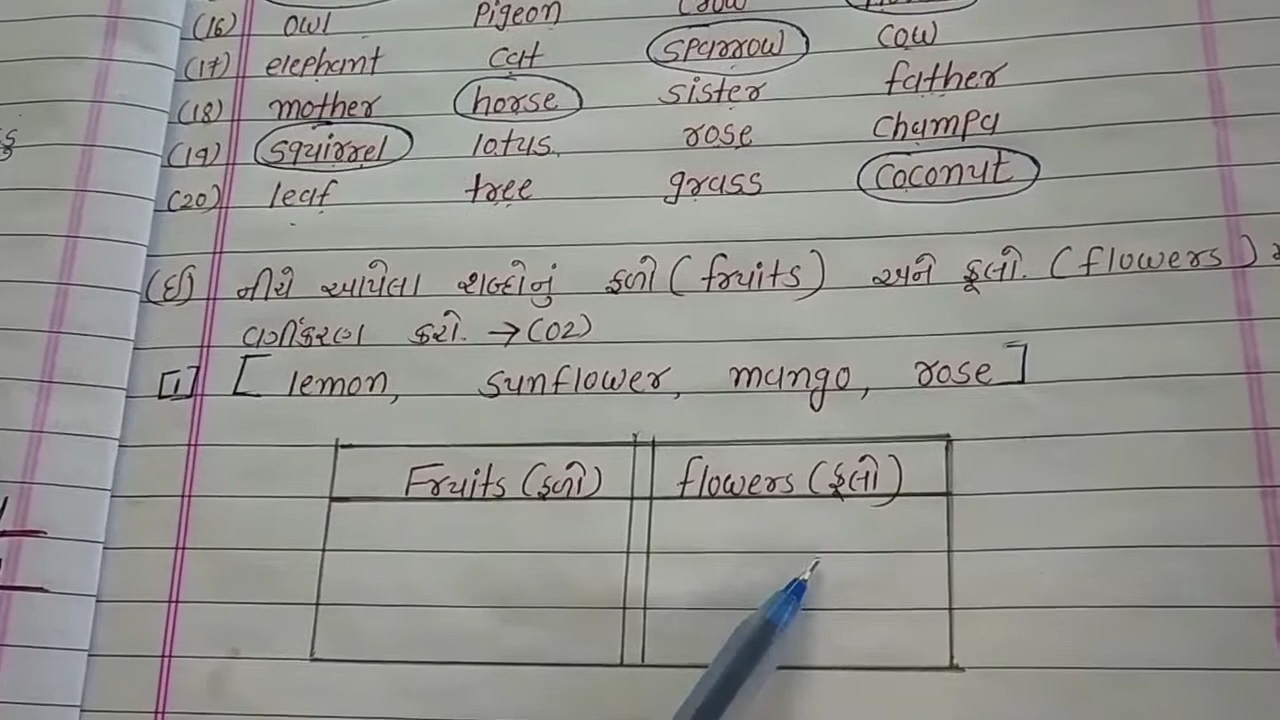 (16) owl pigeon crow
(17) elephant cat sparrow cow
(18) mother horse sister father
(19) squirrel lotus. rose champa
(20) leaf tree grass coconut
(ઈ) નીચે આપેલા શબ્દોનું ફળો (fruits) અને ફૂલો. (flowers)
વર્ગીકરણ કરો. → (02)
[1] [ lemon, sunflower, mango, rose ]
Fruits (ફળો) flowers (ફૂલો)